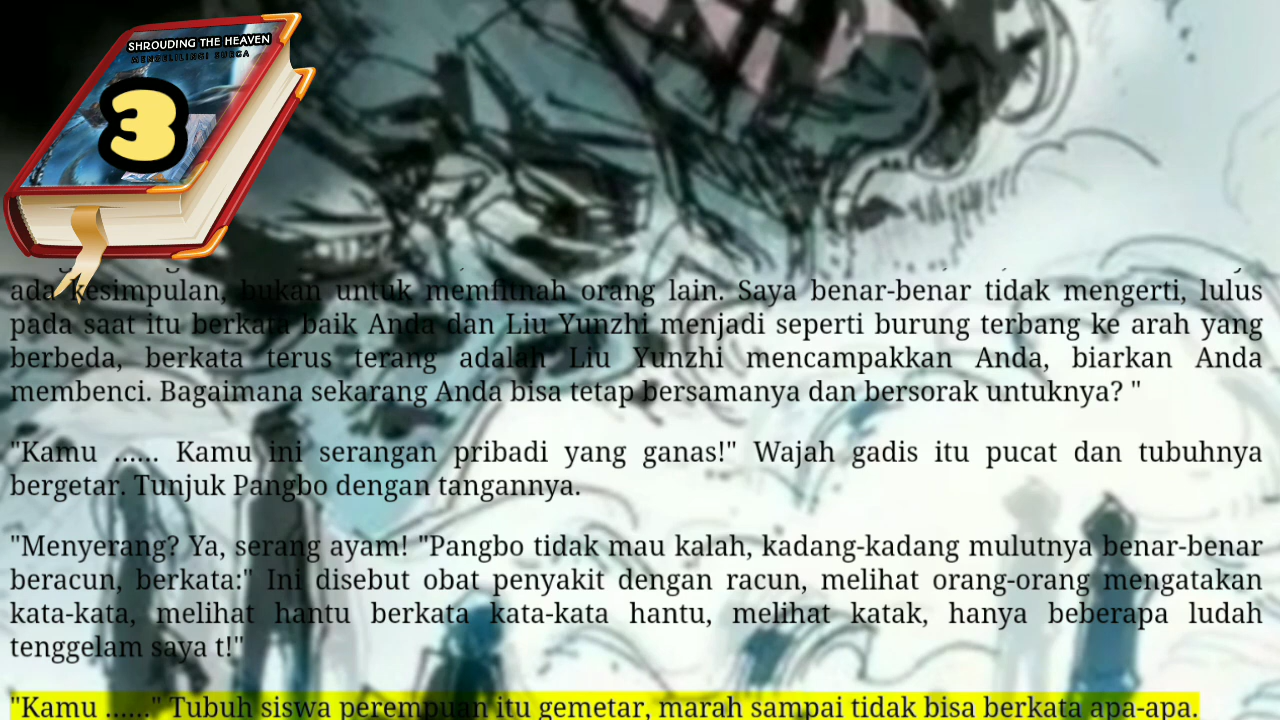 SHROUDING THE HEAVEN
MENGELILINGI SURGA
3
ada kesimpulan, bukan untuk memfitnah orang lain. Saya benar-benar tidak mengerti, lulus
pada saat itu berkata baik Anda dan Liu Yunzhi menjadi seperti burung terbang ke arah yang
berbeda, berkata terus terang adalah Liu Yunzhi mencampakkan Anda, biarkan Anda
membenci. Bagaimana sekarang Anda bisa tetap bersamanya dan bersorak untuknya? "
"Kamu ...... Kamu ini serangan pribadi yang ganas!" Wajah gadis itu pucat dan tubuhnya
bergetar. Tunjuk Pangbo dengan tangannya.
"Menyerang? Ya, serang ayam! "Pangbo tidak mau kalah, kadang-kadang mulutnya benar-benar
beracun, berkata:" Ini disebut obat penyakit dengan racun, melihat orang-orang mengatakan
kata-kata, melihat hantu berkata kata-kata hantu, melihat katak, hanya beberapa ludah
tenggelam saya t!"
"Kamu ......" Tubuh siswa perempuan itu gemetar, marah sampai tidak bisa berkata apa-apa.